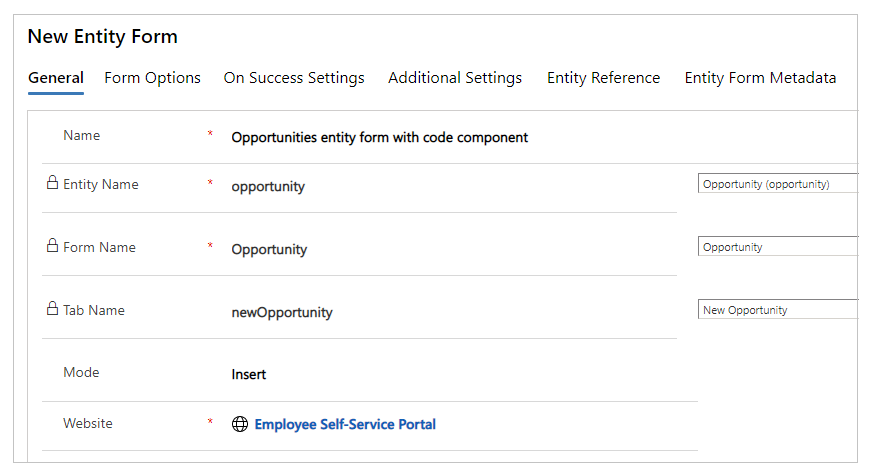 New Entity Form
General Form Options On Success Settings Additional Settings Entity Reference Entity Form Metadata
Name * Opportunities entity form with code component
Entity Name * opportunity Opportunity (opportunity)
Form Name * Opportunity Opportunity
Tab Name newOpportunity New Opportunity
Mode Insert
Website * Employee Self-Service Portal